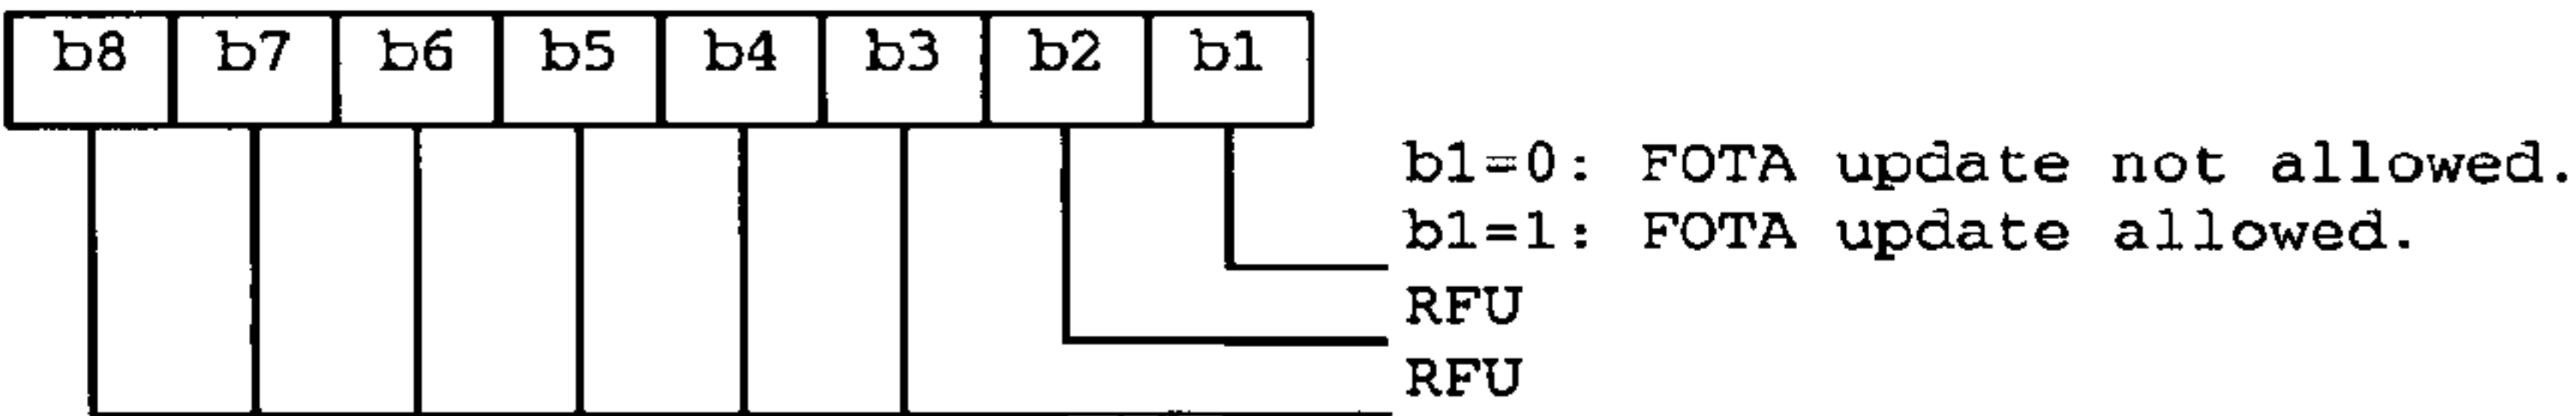 b8 b7 b6 b5 b4 b3 b2 b1
b1=0: FOTA update not allowed.
b1=1: FOTA update allowed.
RFU
RFU